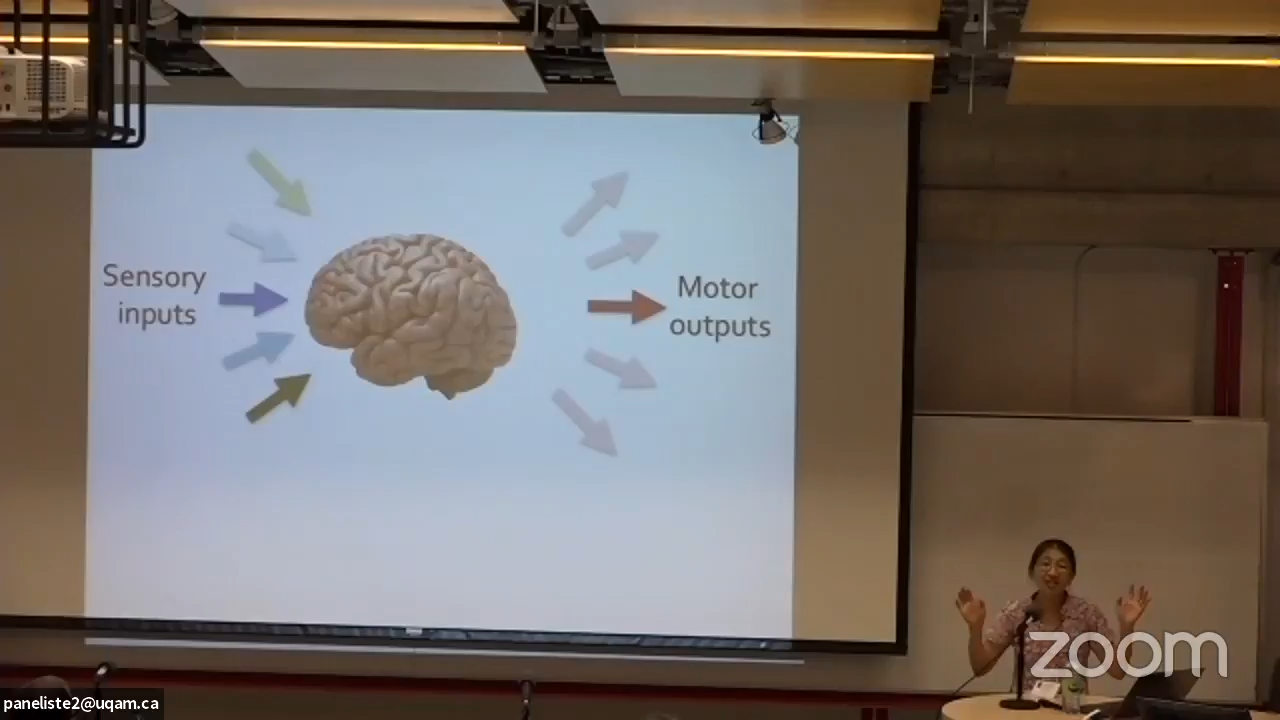 Sensory
inputs
Motor
outputs
zoom
paneliste2@uqam.ca